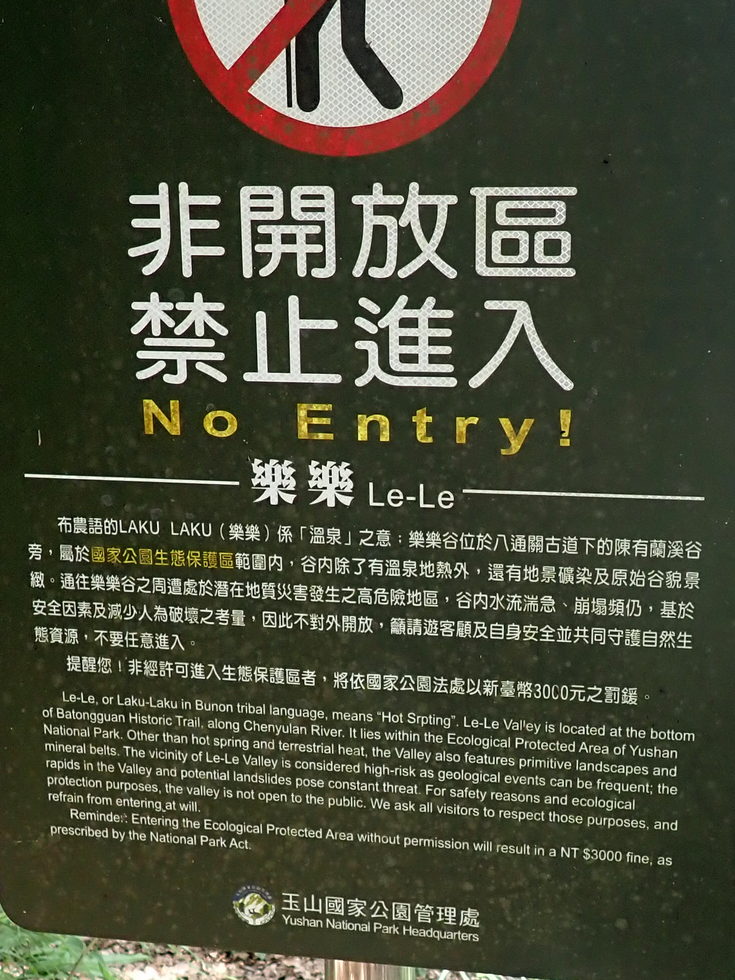 非開放區
禁止進入
No Entry!
樂樂 Le-Le
布農語的LAKU LAKU（樂樂）係「溫泉」之意；樂樂谷位於八通關古道下的陳有蘭溪谷
旁，屬於國家公園生態保護區範圍內，谷內除了有溫泉地熱外，還有地景礦染及原始谷貌景
緻。通往樂樂谷之周遭處於潛在地質災害發生之高危險地區，谷內水流湍急、崩塌頻仍，基於
安全因素及減少人為破壞之考量，因此不對外開放，籲請遊客顧及自身安全並共同守護自然生
態資源，不要任意進入。
提醒您！非經許可進入生態保護區者，將依國家公園法處以新臺幣3000元之罰鍰。
Le-Le, or Laku-Laku in Bunon tribal language, means “Hot Srpting”. Le-Le Valley is located at the bottom
of Batongguan Historic Trail, along Chenyulan River. It lies within the Ecological Protected Area of Yushan
National Park. Other than hot spring and terrestrial heat, the Valley also features primitive landscapes and
mineral belts. The vicinity of Le-Le Valley is considered high-risk as geological events can be frequent; the
rapids in the Valley and potential landslides pose constant threat. For safety reasons and ecological
protection purposes, the valley is not open to the public. We ask all visitors to respect those purposes, and
refrain from entering at will.
Reminder: Entering the Ecological Protected Area without permission will result in a NT $3000 fine, as
prescribed by the National Park Act.
玉山國家公園管理處
Yushan National Park Headquarters